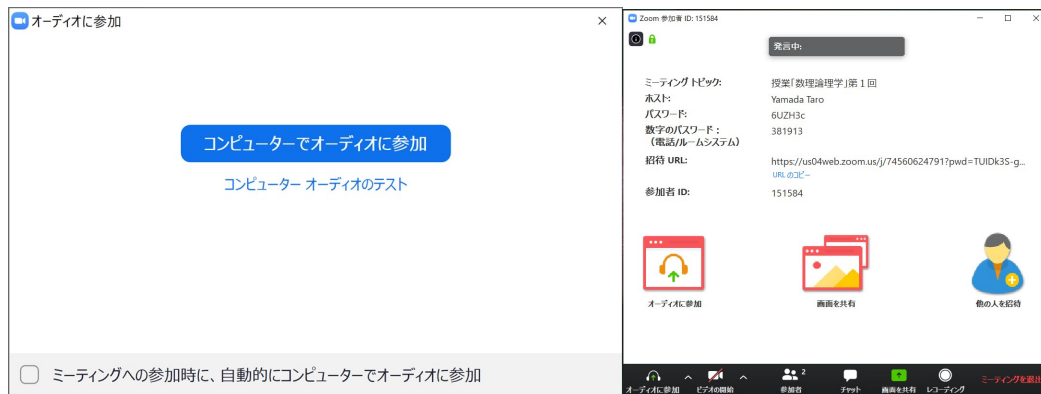 オーディオに参加
コンピューターでオーディオに参加
コンピューター オーディオのテスト
ミーティングへの参加時に、自動的にコンピューターでオーディオに参加
Zoom 参加者 ID: 151584
発言中:
ミーティング トピック: 授業「数理論理学」第１回
ホスト: Yamada Taro
パスワード: 6UZH3c
数字のパスワード： 381913
（電話/ルームシステム）
招待 URL: https://us04web.zoom.us/j/74560624791?pwd=TUlDk3S-g...
URL のコピー
参加者 ID: 151584
オーディオに参加 画面を共有 他の人を招待
オーディオに参加 ビデオの開始 参加者 2 チャット 画面を共有 レコーディング ミーティングを退出